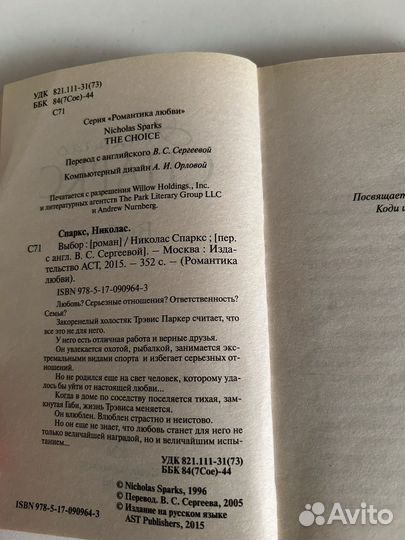 УДК 821.111-31(73)
ББК 84(7Сое)-44
С71
Серия «Романтика любви»
Nicholas Sparks
THE CHOICE
Перевод с английского В. С. Сергеевой
Компьютерный дизайн А. И. Орловой
Печатается с разрешения Willow Holdings., Inc.
и литературных агентств The Park Literary Group LLC
и Andrew Nurnberg.
Спаркс, Николас.
С71 Выбор : [роман] / Николас Спаркс ; [пер.
с англ. В. С. Сергеевой]. – Москва : Изда-
тельство АСТ, 2015. – 352 с. – (Романтика
любви).
ISBN 978-5-17-090964-3
Любовь? Серьезные отношения? Ответственность?
Семья?
Закоренелый холостяк Трэвис Паркер считает, что
все это не для него.
У него есть отличная работа и верные друзья.
Он увлекается охотой, рыбалкой, занимается экс-
тремальными видами спорта и избегает серьезных от-
ношений.
Но не родился еще на свет человек, которому уда-
лось бы уйти от настоящей любви...
Когда в доме по соседству поселяется тихая, зам-
кнутая Габи, жизнь Трэвиса меняется.
Он влюблен. Влюблен страстно и неистово.
Но он еще не знает, что любовь станет для него не
только величайшей наградой, но и величайшим испы-
танием...
УДК 821.111-31(73)
ББК 84(7Сое)-44
© Nicholas Sparks, 1996
© Перевод. В. С. Сергеева, 2005
© Издание на русском языке
AST Publishers, 2015
ISBN 978-5-17-090964-3
Посвящает
Коди и
Avito